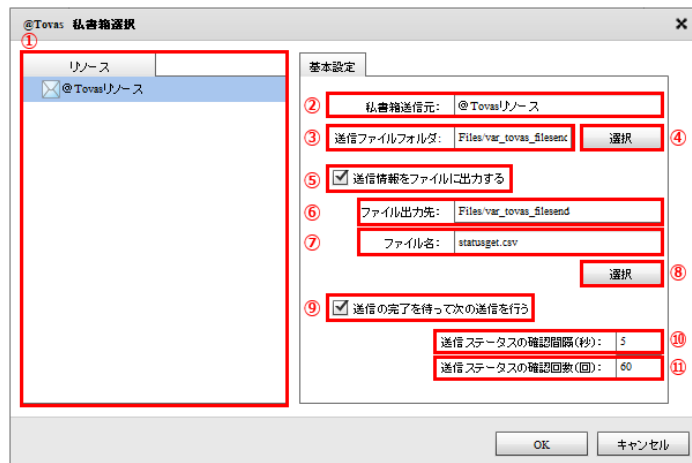 @Tovas 私書箱選択 ×
①
リソース
@Tovasリソース
基本設定
② 私書箱送信元: @Tovasリソース
③ 送信ファイルフォルダ: Files/var_tovas_filesend 選択 ④
⑤ 送信情報をファイルに出力する
⑥ ファイル出力先: Files/var_tovas_filesend
⑦ ファイル名: statusget.csv
選択 ⑧
⑨ 送信の完了を待って次の送信を行う
送信ステータスの確認間隔(秒): 5 ⑩
送信ステータスの確認回数(回): 60 ⑪
OK キャンセル